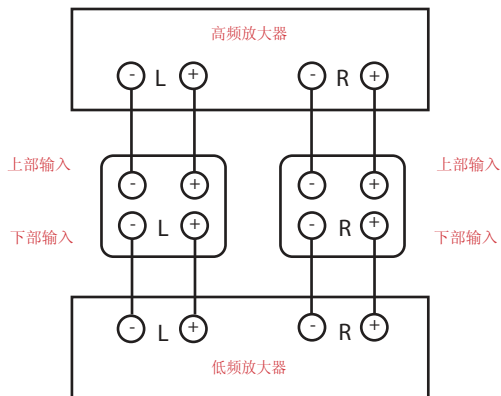 高频放大器
- L + - R +
上部输入 上部输入
- + - +
- L + - R +
下部输入 下部输入
- L + - R +
低频放大器